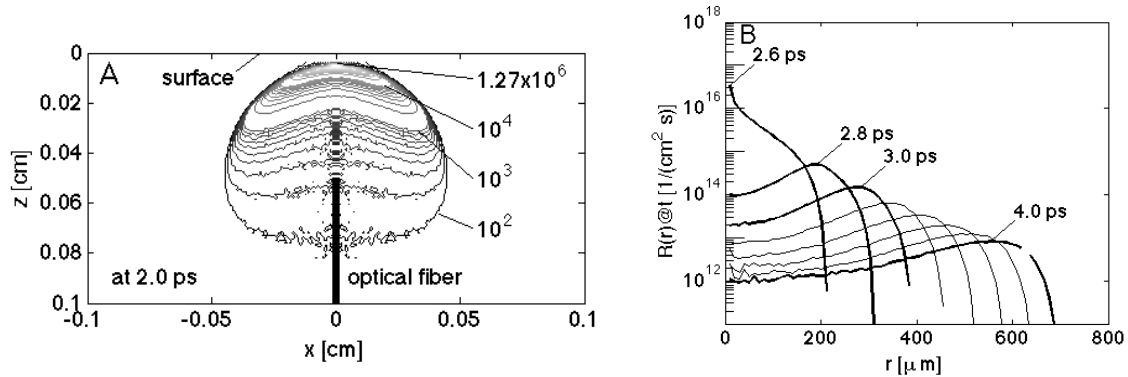 A
surface
1.27x10^6
10^4
10^3
10^2
at 2.0 ps
optical fiber
z [cm]
0
0.02
0.04
0.06
0.08
0.1
-0.1
-0.05
0
0.05
0.1
x [cm]
B
2.6 ps
2.8 ps
3.0 ps
4.0 ps
R(r)@t [1/(cm^2 s)]
10^18
10^16
10^14
10^12
0
200
400
600
800
r [μm]